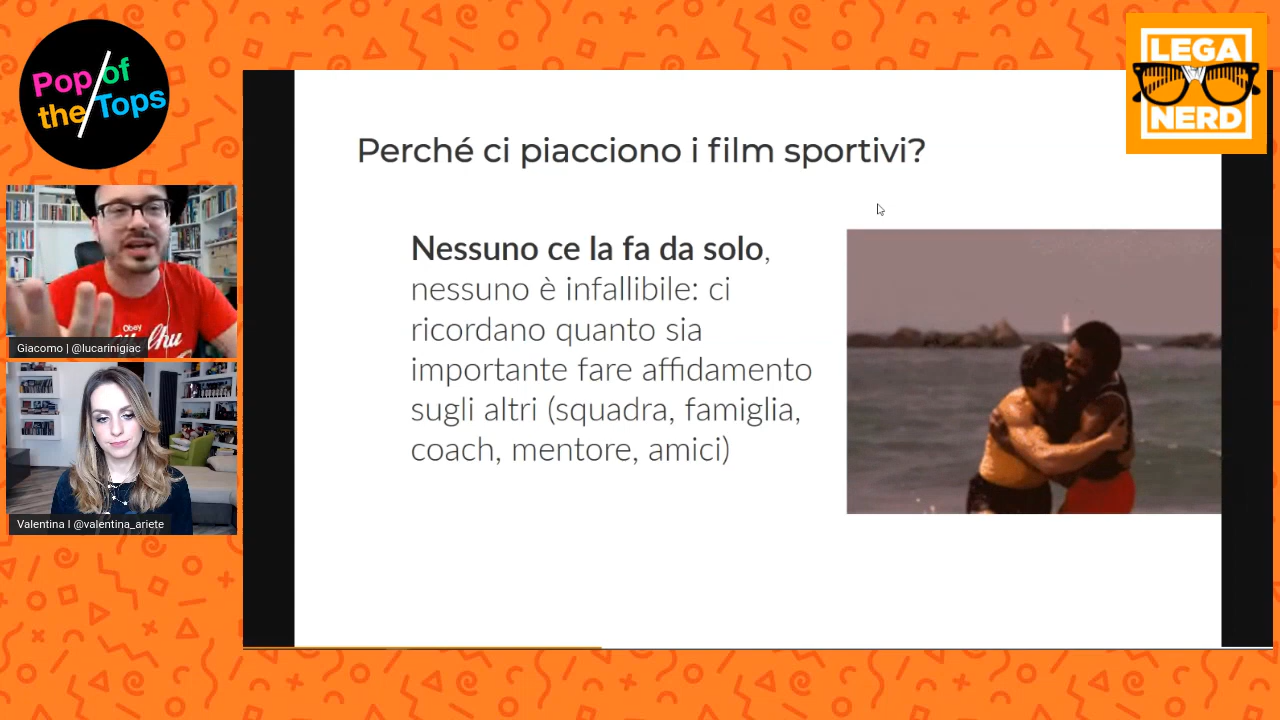 Pop/of
the/Tops
LEGA
NERD
Perché ci piacciono i film sportivi?
Nessuno ce la fa da solo,
nessuno è infallibile: ci
ricordano quanto sia
importante fare affidamento
sugli altri (squadra, famiglia,
coach, mentore, amici)
Obey
Giacomo | @lucarinigiac
Valentina I @valentina_ariete